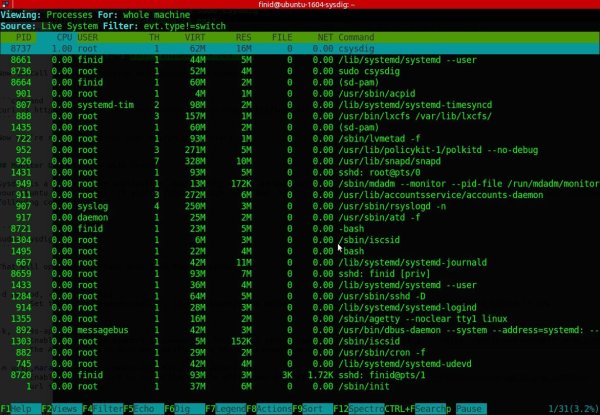 finid@ubuntu-1604-sysdig: ~
Viewing: Processes For: whole machine
Source: Live System Filter: evt.type!=switch
PID CPU USER TH VIRT RES FILE NET Command
8737 1.00 root 1 62M 16M 0 0.00 csysdig
8661 0.00 finid 1 44M 5M 0 0.00 /lib/systemd/systemd --user
8736 0.00 root 1 52M 4M 0 0.00 sudo csysdig
8664 0.00 finid 1 60M 2M 0 0.00 (sd-pam)
901 0.00 root 1 4M 1M 0 0.00 /usr/sbin/acpid
807 0.00 systemd-tim 2 98M 2M 0 0.00 /lib/systemd/systemd-timesyncd
888 0.00 root 3 157M 1M 0 0.00 /usr/bin/lxcfs /var/lib/lxcfs/
1435 0.00 root 1 60M 2M 0 0.00 (sd-pam)
722 0.00 root 1 93M 1M 0 0.00 /sbin/lvmetad -f
952 0.00 root 3 271M 5M 0 0.00 /usr/lib/policykit-1/polkitd --no-debug
926 0.00 root 7 328M 10M 0 0.00 /usr/lib/snapd/snapd
1431 0.00 root 1 93M 5M 0 0.00 sshd: root@pts/0
949 0.00 root 1 13M 172K 0 0.00 /sbin/mdadm --monitor --pid-file /run/mdadm/monitor
911 0.00 root 3 272M 6M 0 0.00 /usr/lib/accountsservice/accounts-daemon
907 0.00 syslog 4 250M 3M 0 0.00 /usr/sbin/rsyslogd -n
917 0.00 daemon 1 25M 2M 0 0.00 /usr/sbin/atd -f
8721 0.00 finid 1 23M 5M 0 0.00 -bash
1304 0.00 root 1 6M 3M 0 0.00 /sbin/iscsid
1495 0.00 root 1 22M 4M 0 0.00 -bash
667 0.00 root 1 42M 11M 0 0.00 /lib/systemd/systemd-journald
8659 0.00 root 1 93M 7M 0 0.00 sshd: finid [priv]
1433 0.00 root 1 36M 4M 0 0.00 /lib/systemd/systemd --user
1284 0.00 root 1 64M 5M 0 0.00 /usr/sbin/sshd -D
914 0.00 root 1 28M 3M 0 0.00 /lib/systemd/systemd-logind
1355 0.00 root 1 16M 2M 0 0.00 /sbin/agetty --noclear tty1 linux
892 0.00 messagebus 1 42M 3M 0 0.00 /usr/bin/dbus-daemon --system --address=systemd: --
1303 0.00 root 1 5M 152K 0 0.00 /sbin/iscsid
882 0.00 root 1 29M 2M 0 0.00 /usr/sbin/cron -f
745 0.00 root 1 42M 4M 0 0.00 /lib/systemd/systemd-udevd
8720 0.00 finid 1 93M 3M 3K 1.72K sshd: finid@pts/1
1 0.00 root 1 37M 6M 0 0.00 /sbin/init
F1Help F2Views F4Filter F5Echo F6Dig F7Legend F8Actions F9Sort F12Spectro CTRL+F Search p Pause 1/31(3.2%)